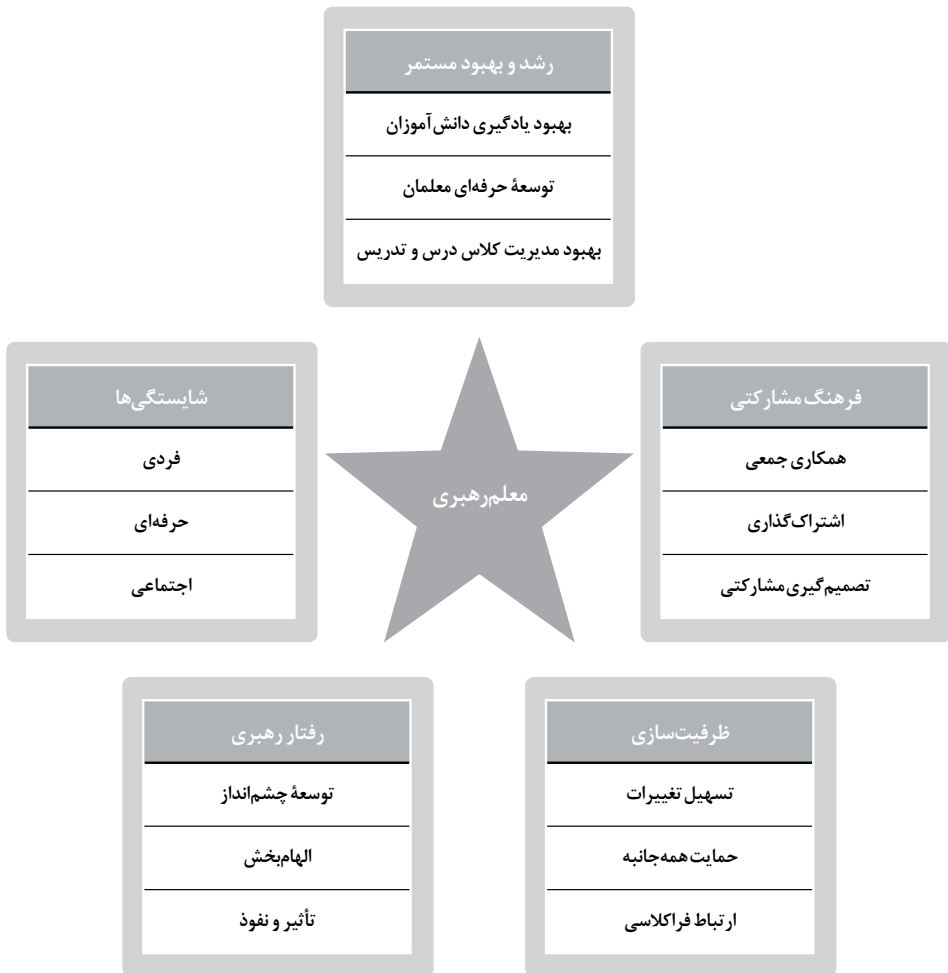 رشد و بهبود مستمر
بهبود یادگیری دانش‌آموزان
توسعهٔ حرفه‌ای معلمان
بهبود مدیریت کلاس درس و تدریس
فرهنگ مشارکتی
همکاری جمعی
اشتراک‌گذاری
تصمیم‌گیری مشارکتی
معلم‌رهبری
شایستگی‌ها
فردی
حرفه‌ای
اجتماعی
ظرفیت‌سازی
تسهیل تغییرات
حمایت همه‌جانبه
ارتباط فراکلاسی
رفتار رهبری
توسعهٔ چشم‌انداز
الهام‌بخش
تأثیر و نفوذ